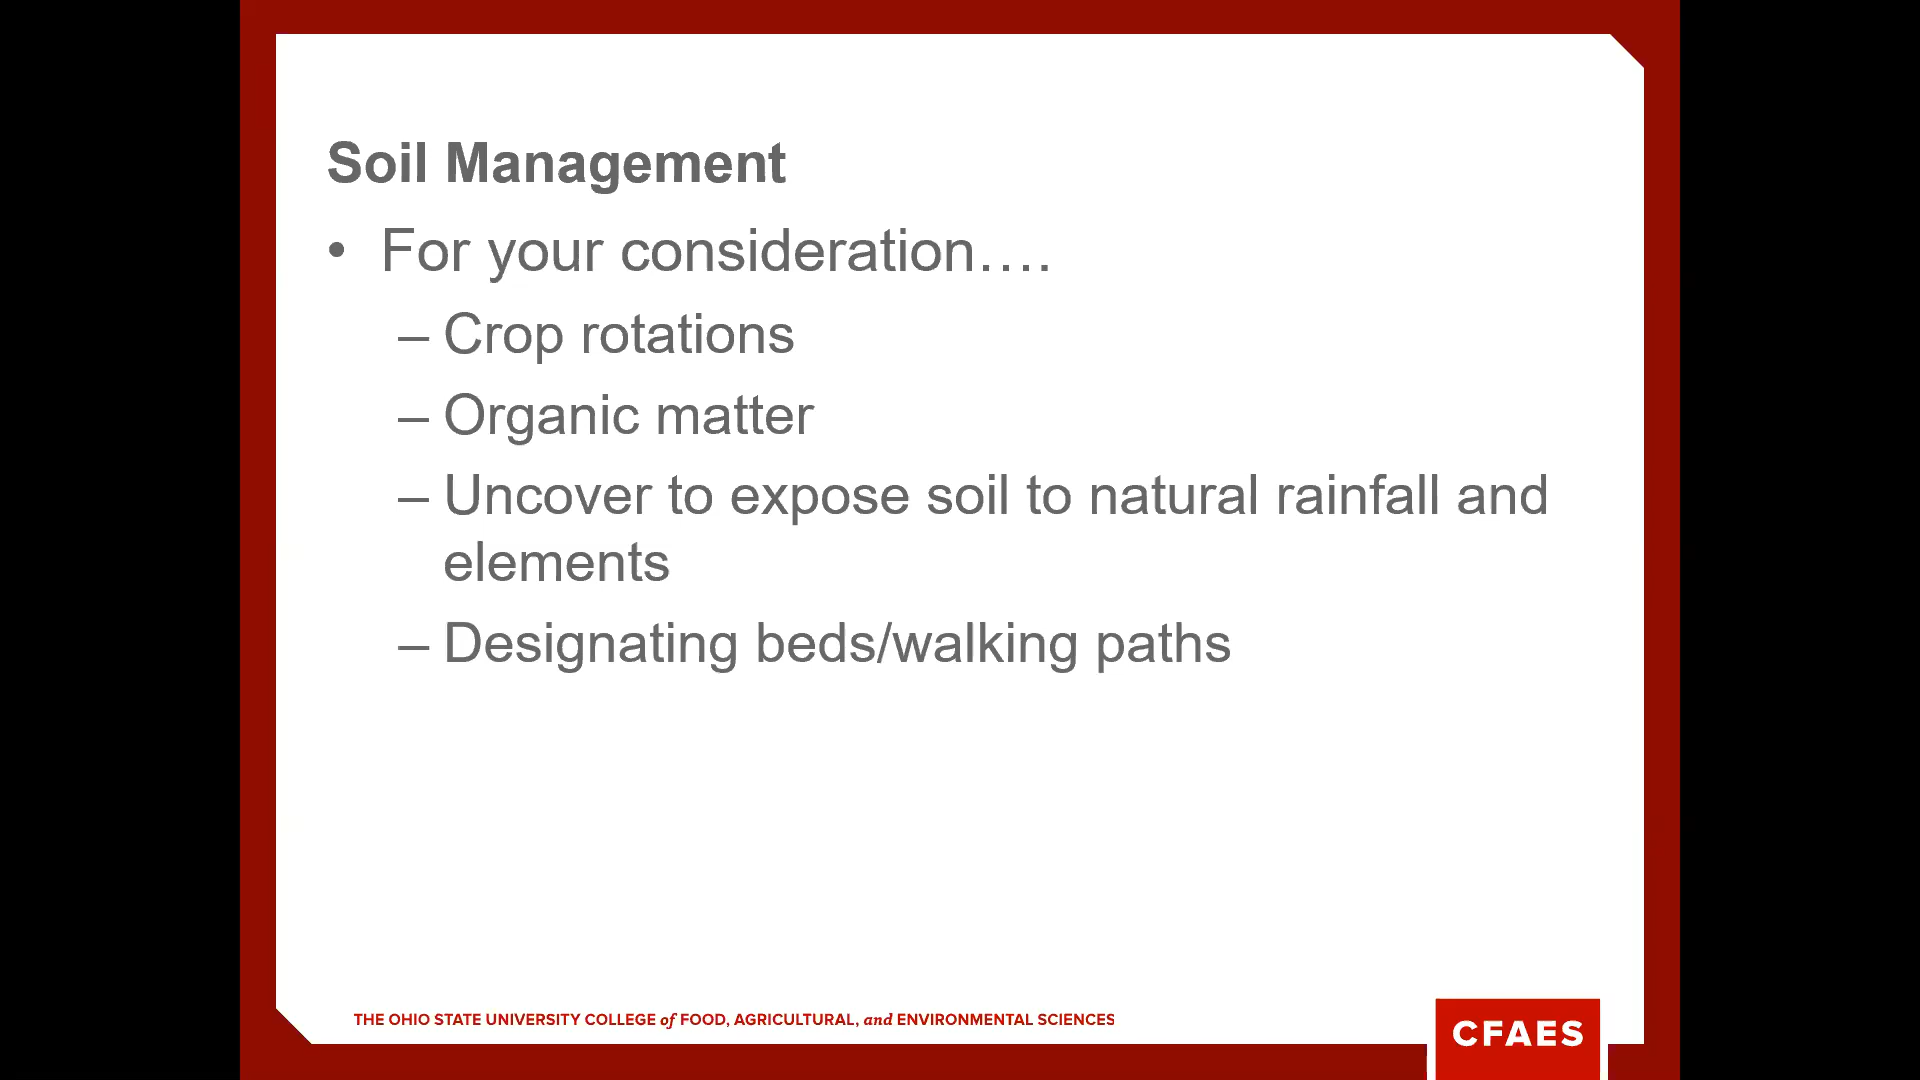 Soil Management
• For your consideration….
– Crop rotations
– Organic matter
– Uncover to expose soil to natural rainfall and
elements
– Designating beds/walking paths
THE OHIO STATE UNIVERSITY COLLEGE of FOOD, AGRICULTURAL, and ENVIRONMENTAL SCIENCES
CFAES